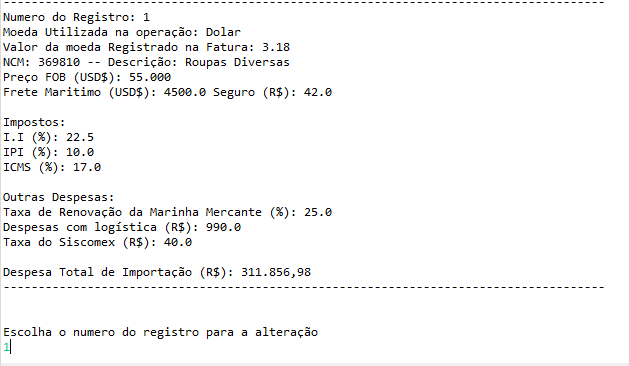 --------------------------------------------------------------------------------------
Numero do Registro: 1
Moeda Utilizada na operação: Dolar
Valor da moeda Registrado na Fatura: 3.18
NCM: 369810 -- Descrição: Roupas Diversas
Preço FOB (USD$): 55.000
Frete Maritimo (USD$): 4500.0 Seguro (R$): 42.0
Impostos:
I.I (%): 22.5
IPI (%): 10.0
ICMS (%): 17.0
Outras Despesas:
Taxa de Renovação da Marinha Mercante (%): 25.0
Despesas com logística (R$): 990.0
Taxa do Siscomex (R$): 40.0
Despesa Total de Importação (R$): 311.856,98
--------------------------------------------------------------------------------------
Escolha o numero do registro para a alteração
1